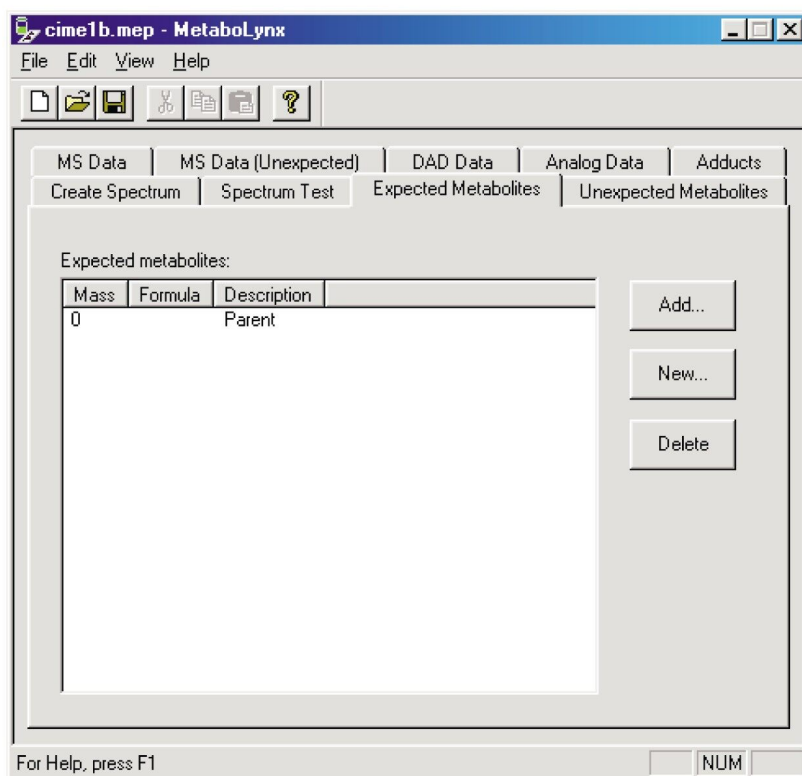 cime1b.mep - MetaboLynx
File Edit View Help
MS Data MS Data (Unexpected) DAD Data Analog Data Adducts
Create Spectrum Spectrum Test Expected Metabolites Unexpected Metabolites
Expected metabolites:
Mass Formula Description
0 Parent
Add...
New...
Delete
For Help, press F1 NUM